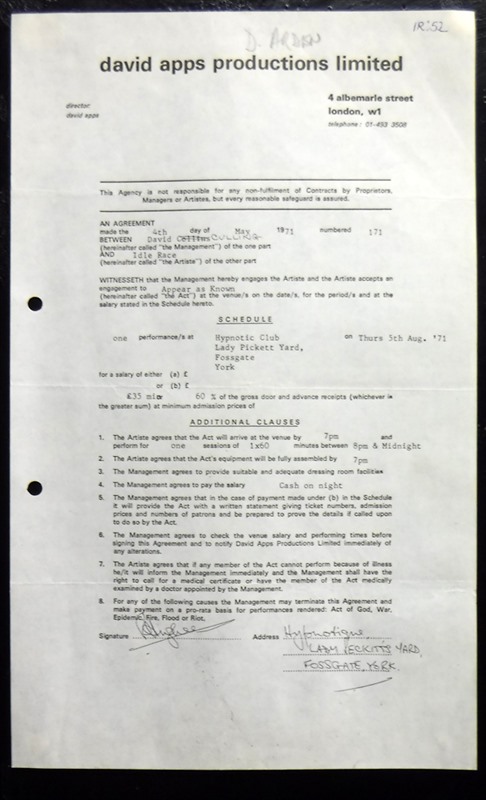 1R:52
D. ARDEN
david apps productions limited
4 albemarle street
london, w1
telephone: 01-493 3508
director:
david apps
This Agency is not responsible for any non-fulfilment of Contracts by Proprietors,
Managers or Artistes, but every reasonable safeguard is assured.
AN AGREEMENT
made the 4th day of May 1971 numbered 171
BETWEEN David Collins CULLING
(hereinafter called "the Management") of the one part
AND Idle Race
(hereinafter called "the Artiste") of the other part
WITNESSETH that the Management hereby engages the Artiste and the Artiste accepts an
engagement to Appear as Known
(hereinafter called "the Act") at the venue/s on the date/s, for the period/s and at the
salary stated in the Schedule hereto.
SCHEDULE
one performance/s at Hypnotic Club on Thurs 5th Aug. '71
Lady Pickett Yard,
Fossgate
York
for a salary of either (a) £
or (b) £
£35 min 60 % of the gross door and advance receipts (whichever is
the greater sum) at minimum admission prices of
ADDITIONAL CLAUSES
1. The Artiste agrees that the Act will arrive at the venue by 7pm and
perform for one sessions of 1x60 minutes between 8pm & Midnight
2. The Artiste agrees that the Act's equipment will be fully assembled by 7pm
3. The Management agrees to provide suitable and adequate dressing room facilities
4. The Management agrees to pay the salary Cash on night
5. The Management agrees that in the case of payment made under (b) in the Schedule
it will provide the Act with a written statement giving ticket numbers, admission
prices and numbers of patrons and be prepared to prove the details if called upon
to do so by the Act.
6. The Management agrees to check the venue salary and performing times before
signing this Agreement and to notify David Apps Productions Limited immediately of
any alterations.
7. The Artiste agrees that if any member of the Act cannot perform because of illness
he/it will inform the Management immediately and the Management shall have the
right to call for a medical certificate or have the member of the Act medically
examined by a doctor appointed by the Management.
8. For any of the following causes the Management may terminate this Agreement and
make payment on a pro-rata basis for performances rendered: Act of God, War,
Epidemic, Fire, Flood or Riot.
Signature Address Hypnotique,
LADY PECKITTS YARD,
FOSSGATE, YORK.